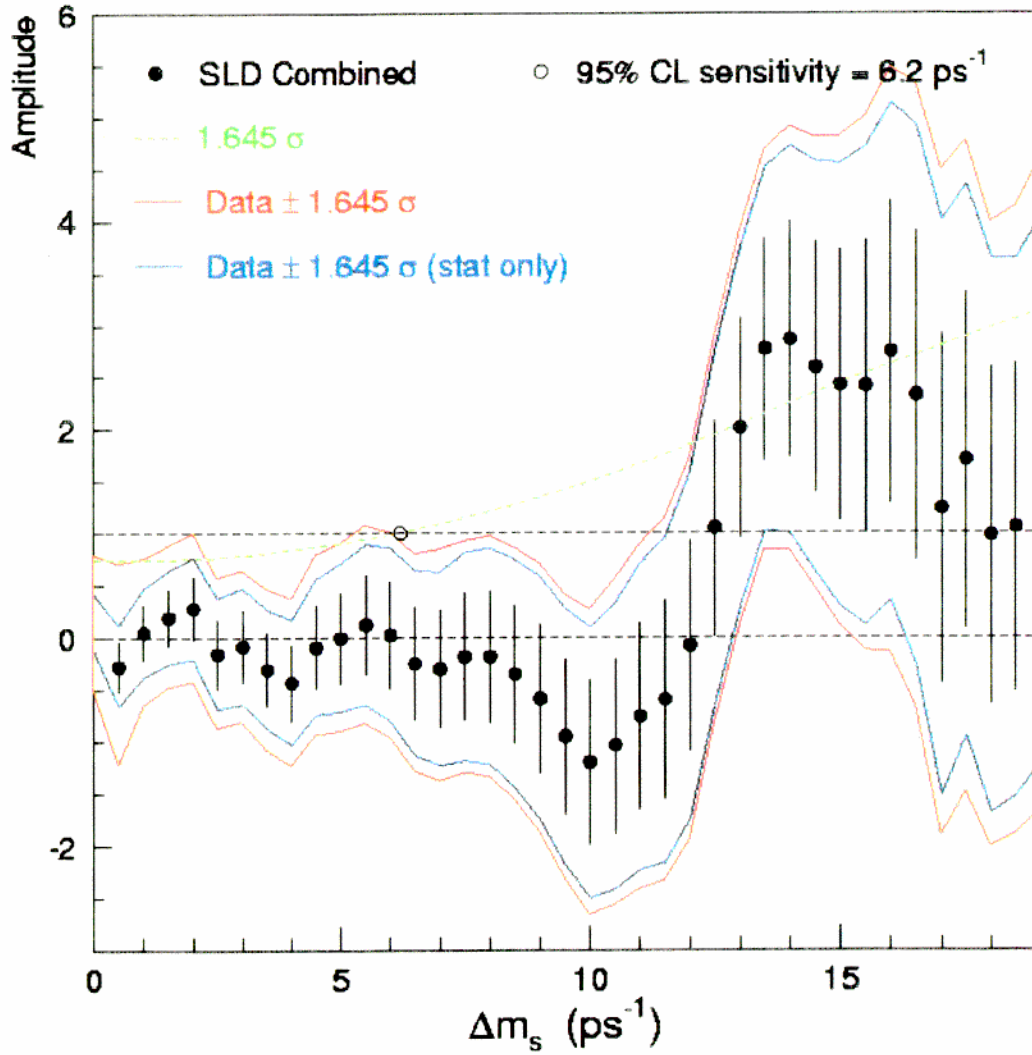 Amplitude
6
4
2
0
-2
SLD Combined
95% CL sensitivity = 6.2 ps⁻¹
1.645 σ
Data ± 1.645 σ
Data ± 1.645 σ (stat only)
0
5
10
15
Δmₛ (ps⁻¹)